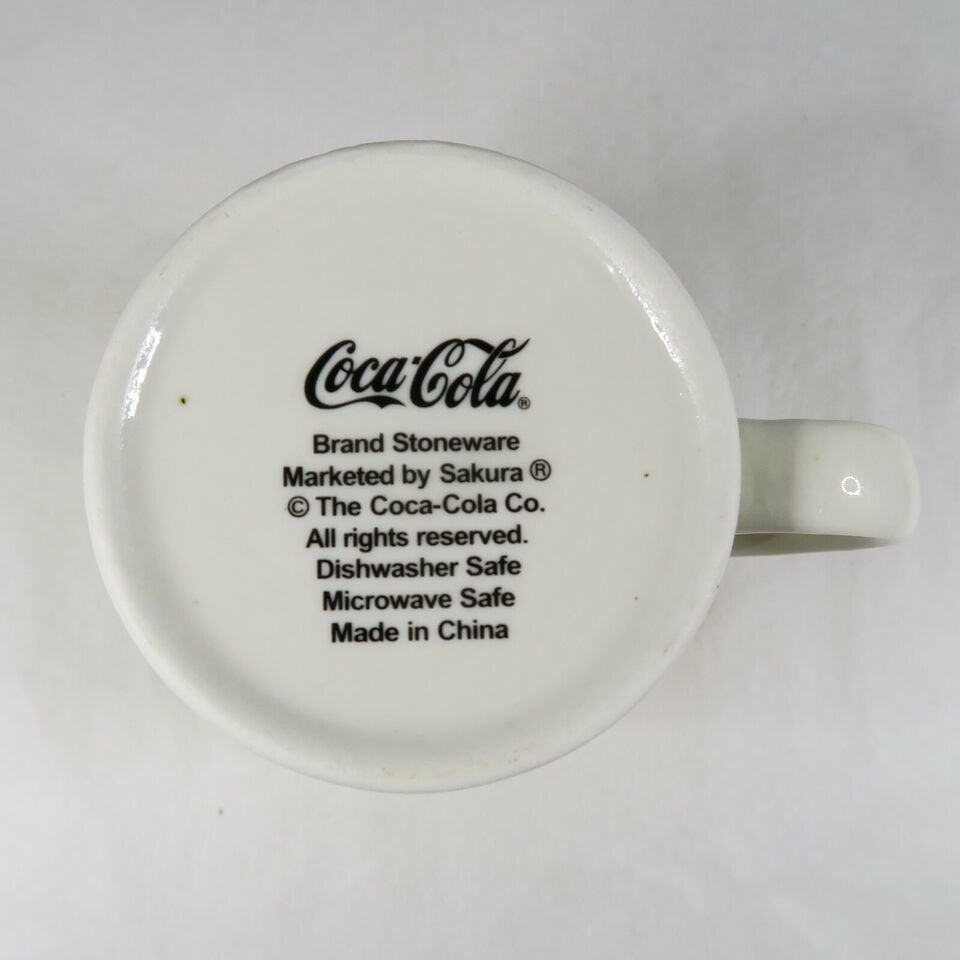 Coca-Cola®
Brand Stoneware
Marketed by Sakura ®
© The Coca-Cola Co.
All rights reserved.
Dishwasher Safe
Microwave Safe
Made in China